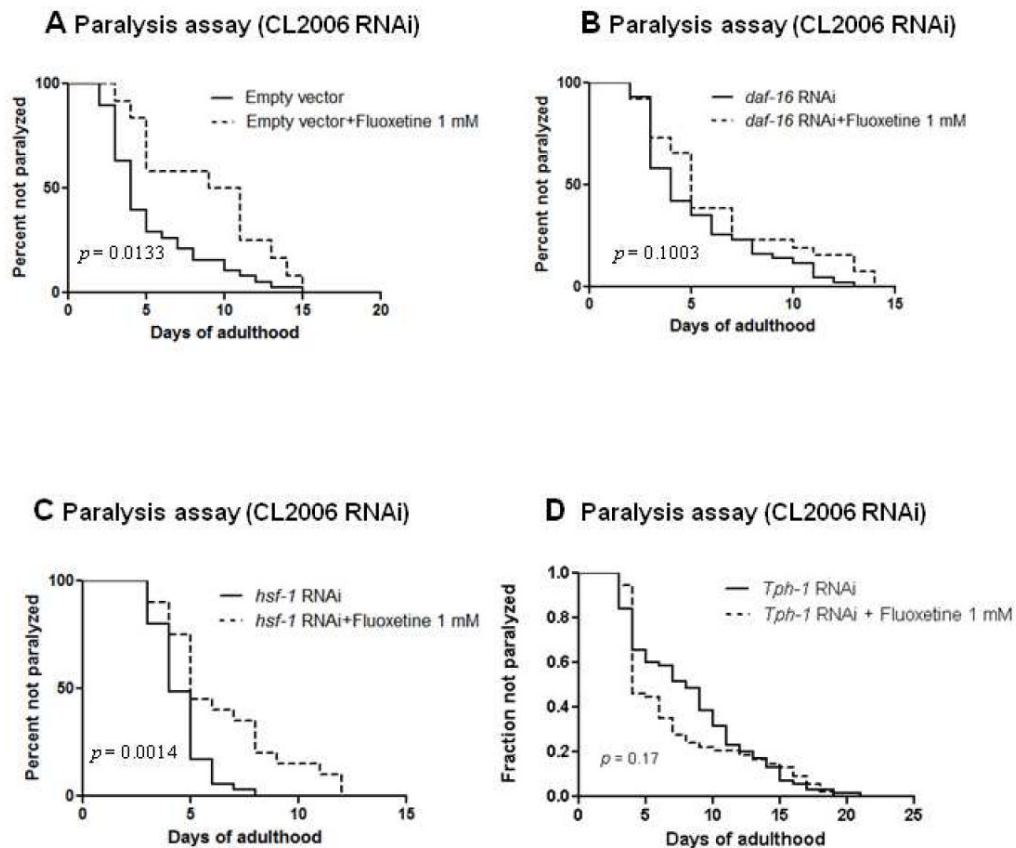 A Paralysis assay (CL2006 RNAi)
100
50
0
Percent not paralyzed
Empty vector
Empty vector+Fluoxetine 1 mM
p = 0.0133
0 5 10 15 20
Days of adulthood
B Paralysis assay (CL2006 RNAi)
100
50
0
Percent not paralyzed
daf-16 RNAi
daf-16 RNAi+Fluoxetine 1 mM
p = 0.1003
0 5 10 15
Days of adulthood
C Paralysis assay (CL2006 RNAi)
100
50
0
Percent not paralyzed
hsf-1 RNAi
hsf-1 RNAi+Fluoxetine 1 mM
p = 0.0014
0 5 10 15
Days of adulthood
D Paralysis assay (CL2006 RNAi)
1.0
0.8
0.6
0.4
0.2
0.0
Fraction not paralyzed
Tph-1 RNAi
Tph-1 RNAi + Fluoxetine 1 mM
p = 0.17
0 5 10 15 20 25
Days of adulthood